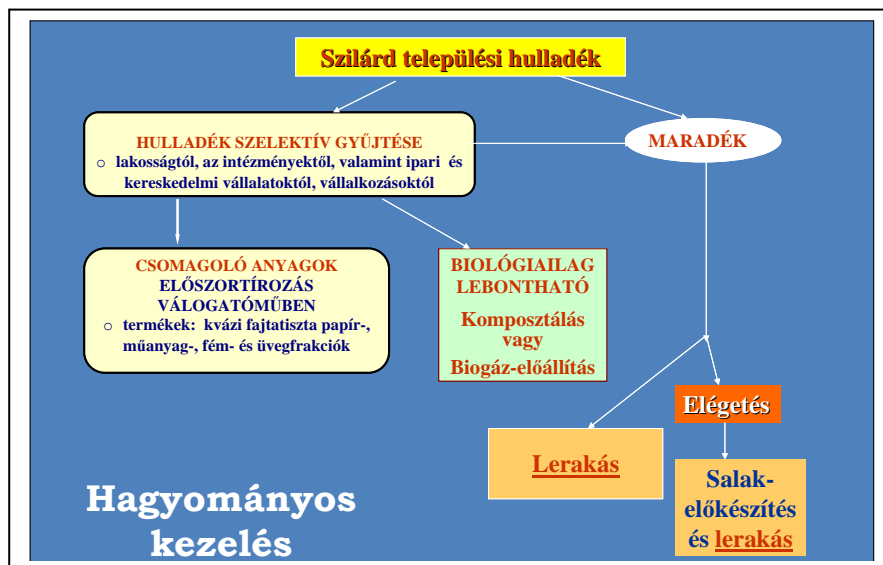 Szilárd települési hulladék
HULLADÉK SZELEKTÍV GYŰJTÉSE
o lakosságtól, az intézményektől, valamint ipari és
kereskedelmi vállalatoktól, vállalkozásoktól
MARADÉK
CSOMAGOLÓ ANYAGOK
ELŐSZORTÍROZÁS
VÁLOGATÓMŰBEN
o termékek: kvázi fajtatiszta papír-,
műanyag-, fém- és üvegfrakciók
BIOLÓGIAILAG
LEBONTHATÓ
Komposztálás
vagy
Biogáz-előállítás
Elégetés
Lerakás
Salak-
előkészítés
és lerakás
Hagyományos
kezelés